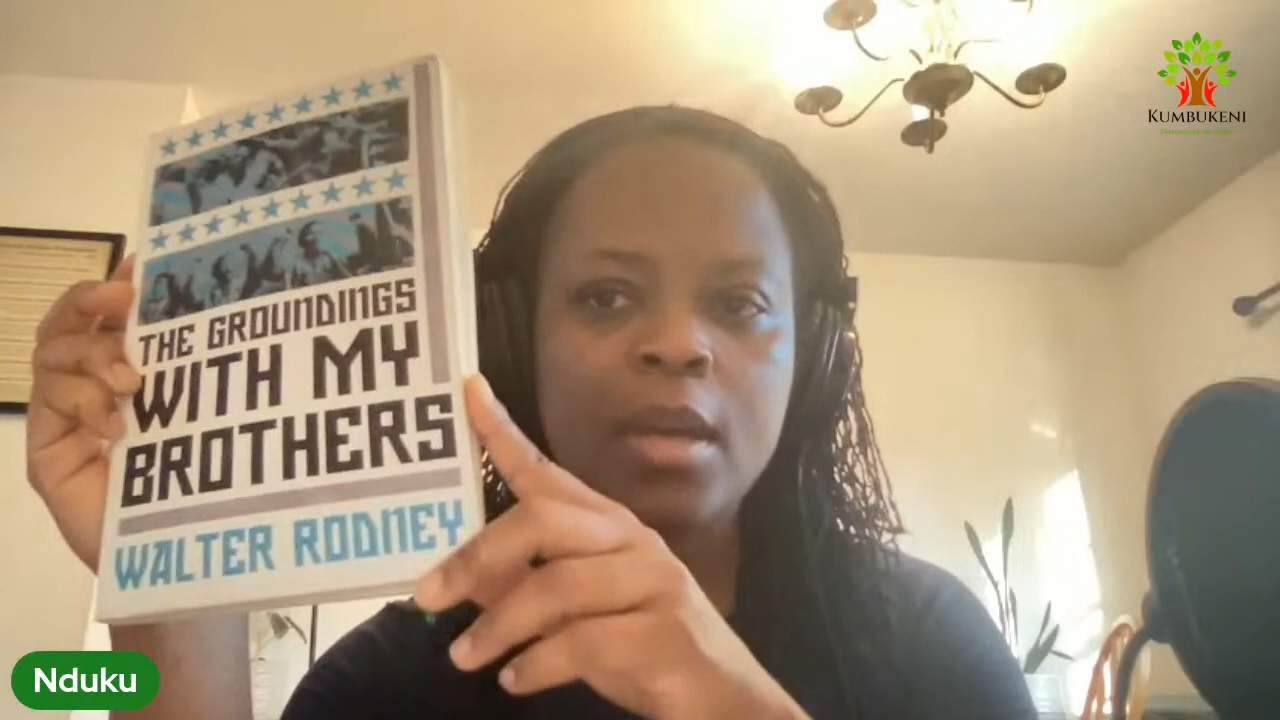 THE GROUNDINGS
WITH MY
BROTHERS
WALTER RODNEY
KUMBUKENI
Nduku